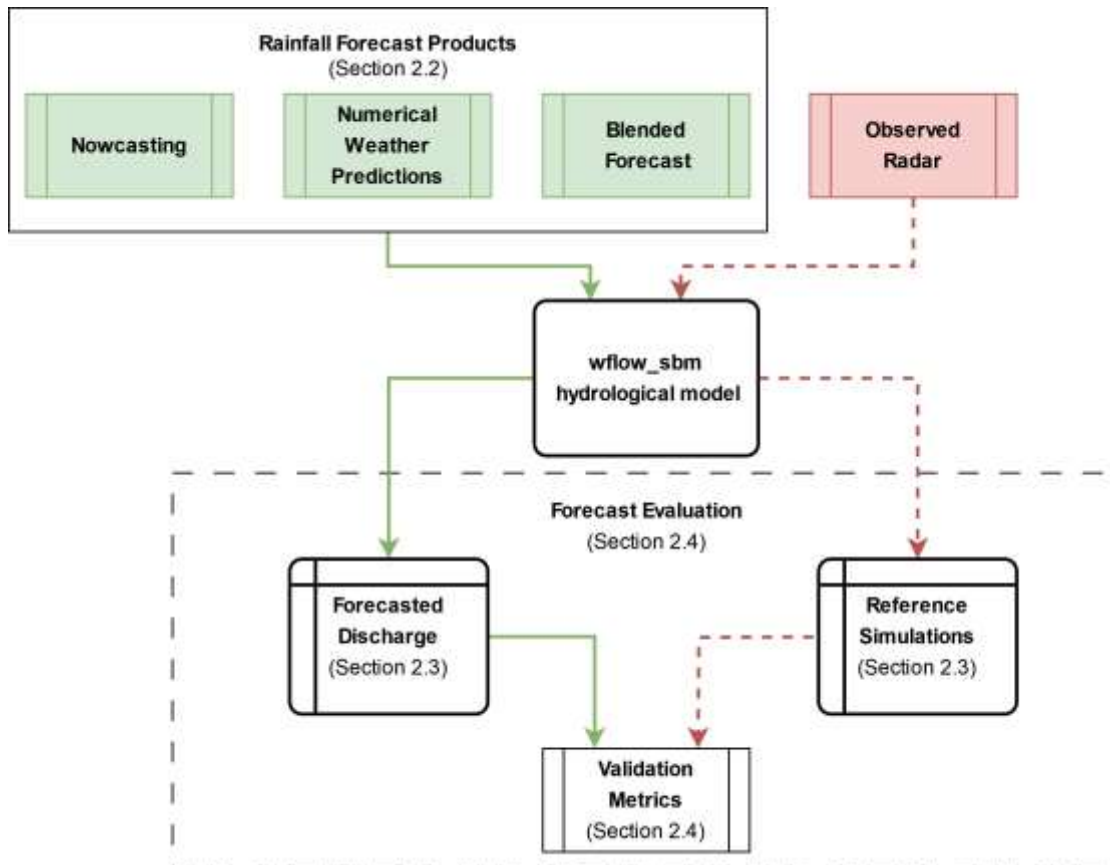 Rainfall Forecast Products
(Section 2.2)
Nowcasting
Numerical
Weather
Predictions
Blended
Forecast
Observed
Radar
wflow_sbm
hydrological model
Forecast Evaluation
(Section 2.4)
Forecasted
Discharge
(Section 2.3)
Reference
Simulations
(Section 2.3)
Validation
Metrics
(Section 2.4)